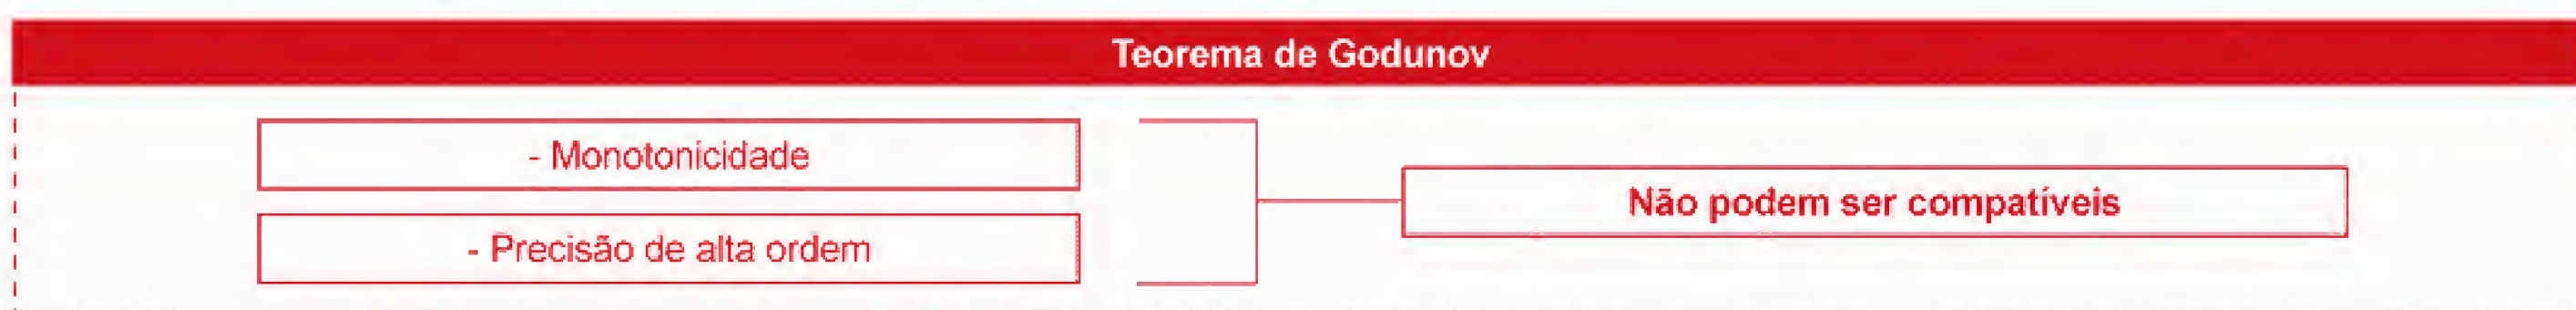 Teorema de Godunov
- Monotonicidade
- Precisão de alta ordem
Não podem ser compatíveis